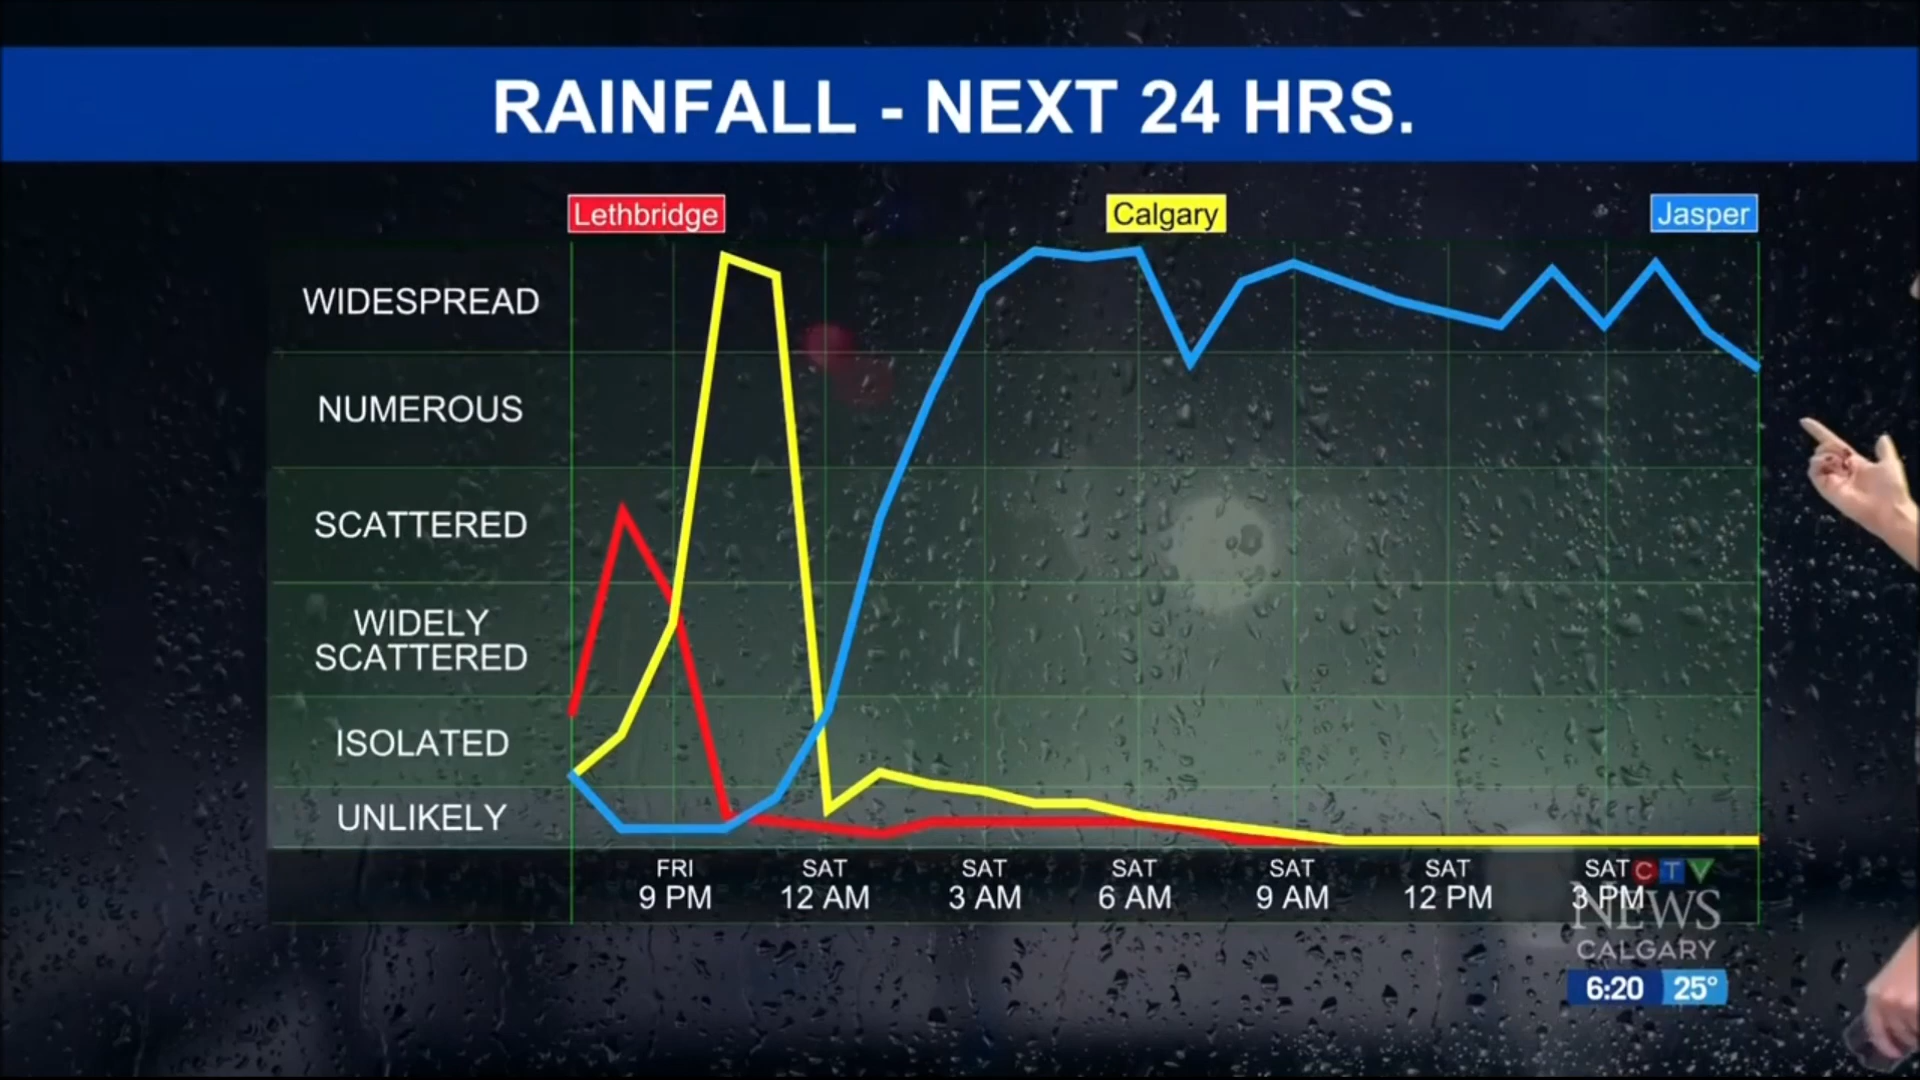 RAINFALL - NEXT 24 HRS.
Lethbridge
Calgary
Jasper
WIDESPREAD
NUMEROUS
SCATTERED
WIDELY
SCATTERED
ISOLATED
UNLIKELY
FRI
9 PM
SAT
12 AM
SAT
3 AM
SAT
6 AM
SAT
9 AM
SAT
12 PM
SAT
3 PM
CTV
NEWS
CALGARY
6:20 25°